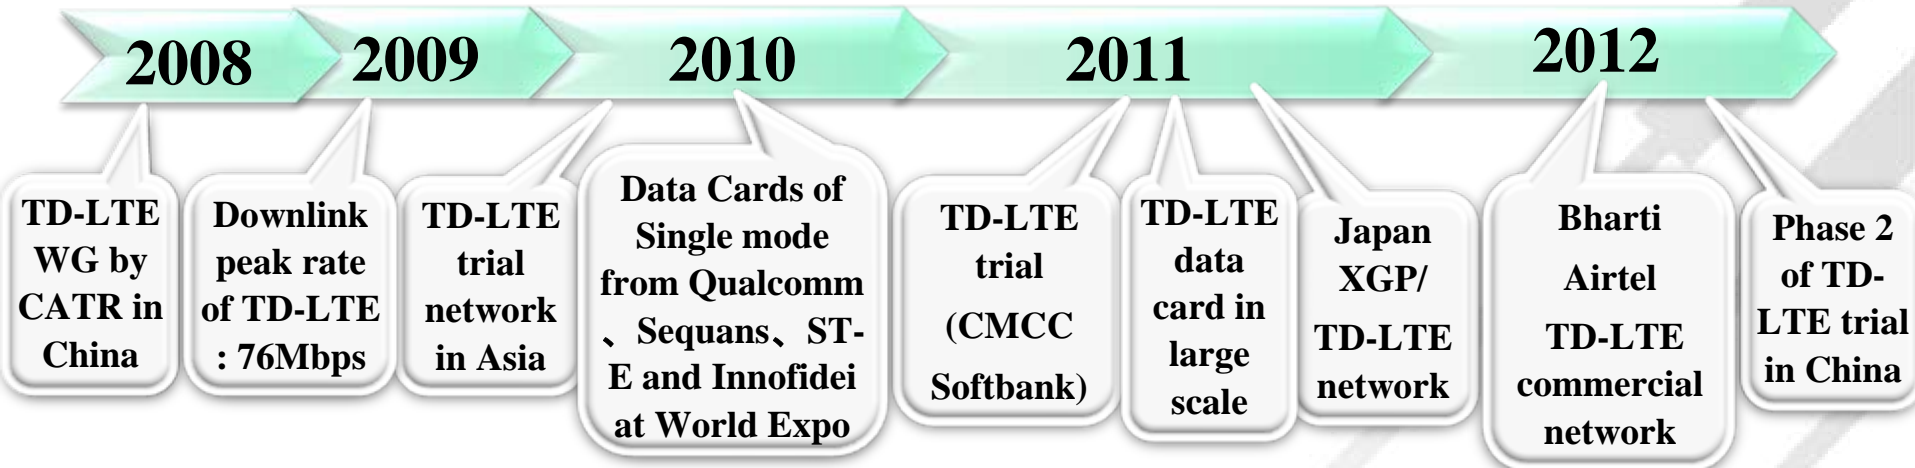 2008
2009
2010
2011
2012
TD-LTE
WG by
CATR in
China
Downlink
peak rate
of TD-LTE
: 76Mbps
TD-LTE
trial
network
in Asia
Data Cards of
Single mode
from Qualcomm
、Sequans、ST-
E and Innofidei
at World Expo
TD-LTE
trial
(CMCC
Softbank)
TD-LTE
data
card in
large
scale
Japan
XGP/
TD-LTE
network
Bharti
Airtel
TD-LTE
commercial
network
Phase 2
of TD-
LTE trial
in China